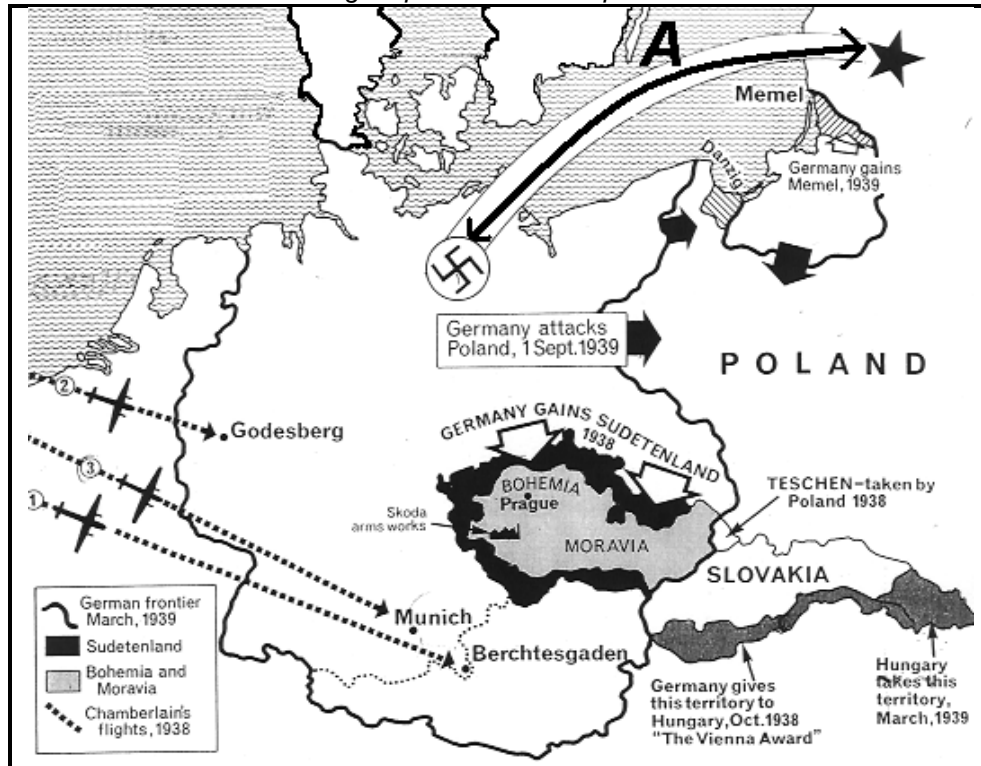 A
Memel
Danzig
Germany gains
Memel, 1939
Germany attacks
Poland, 1 Sept. 1939
POLAND
2
Godesberg
GERMANY GAINS SUDETENLAND
1938
3
BOHEMIA
Prague
TESCHEN-taken by
Poland 1938
1
Skoda
arms works
MORAVIA
SLOVAKIA
German frontier
March, 1939
Sudetenland
Bohemia and
Moravia
Chamberlain's
flights, 1938
Munich
Berchtesgaden
Germany gives
this territory to
Hungary, Oct. 1938
"The Vienna Award"
Hungary
takes this
territory,
March, 1939